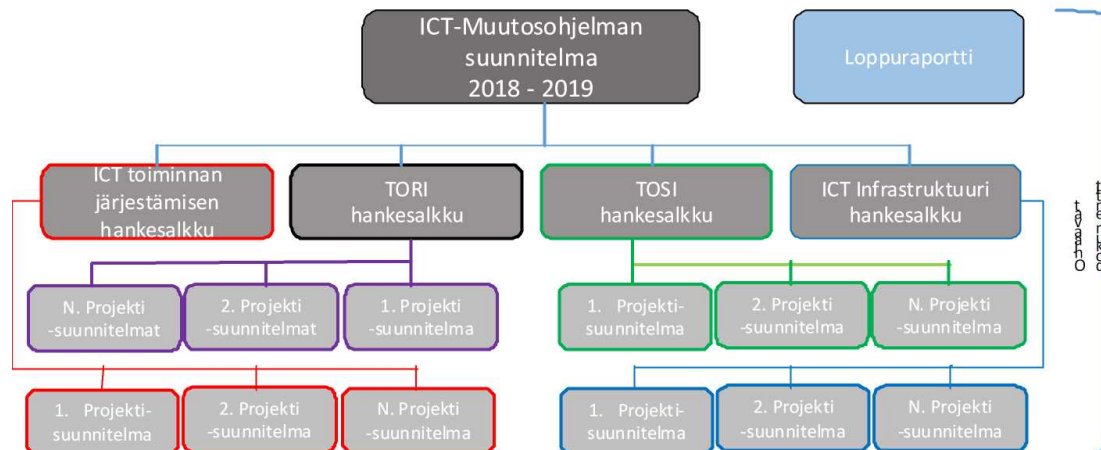 ICT-Muutosohjelman
suunnitelma
2018 - 2019
Loppuraportti
ICT toiminnan
järjestämisen
hankesalkku
TORI
hankesalkku
TOSI
hankesalkku
ICT Infrastruktuuri
hankesalkku
N. Projekti
-suunnitelmat
2. Projekti
-suunnitelmat
1. Projekti
-suunnitelma
1. Projekti-
suunnitelma
2. Projekti
-suunnitelma
N. Projekti
-suunnitelma
1. Projekti-
suunnitelma
2. Projekti
-suunnitelma
N. Projekti
-suunnitelma
1. Projekti-
suunnitelma
2. Projekti
-suunnitelma
N. Projekti
-suunnitelma